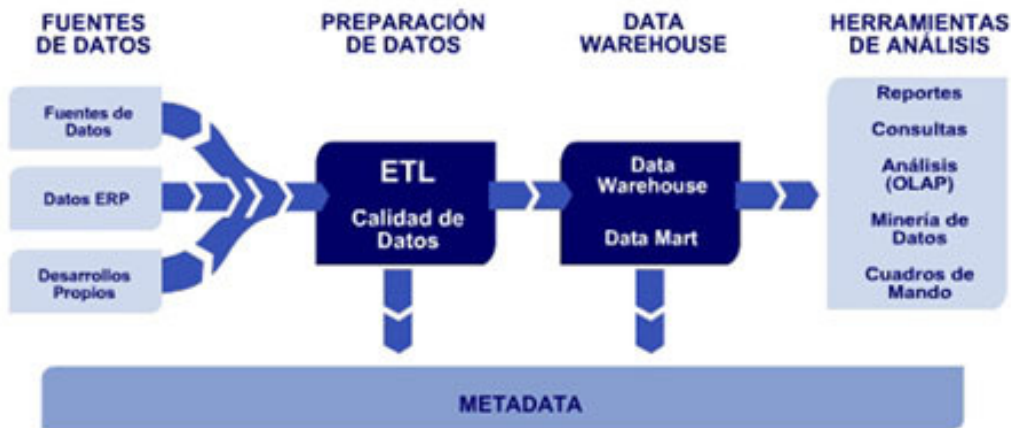 FUENTES
DE DATOS
PREPARACIÓN
DE DATOS
DATA
WAREHOUSE
HERRAMIENTAS
DE ANÁLISIS
Fuentes de
Datos
Datos ERP
Desarrollos
Propios
ETL
Calidad de
Datos
Data
Warehouse
Data Mart
Reportes
Consultas
Análisis
(OLAP)
Minería de
Datos
Cuadros de
Mando
METADATA